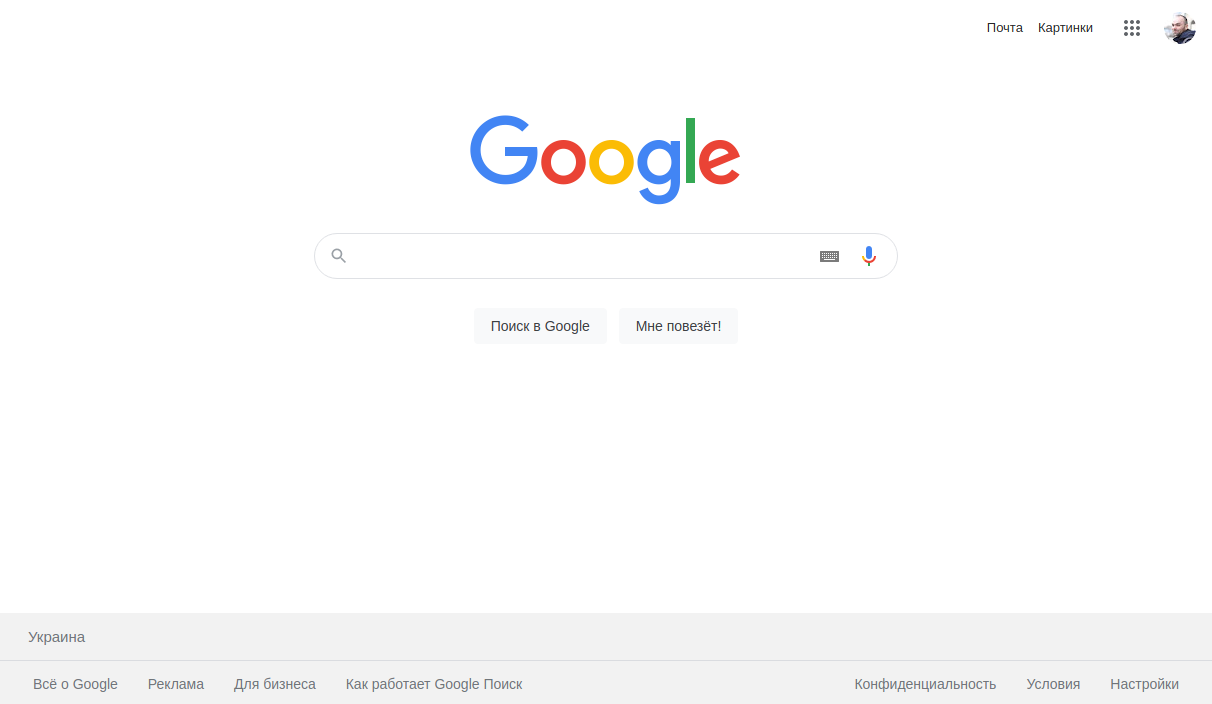 Почта Картинки
Google
Поиск в Google Мне повезёт!
Украина
Всё о Google Реклама Для бизнеса Как работает Google Поиск Конфиденциальность Условия Настройки